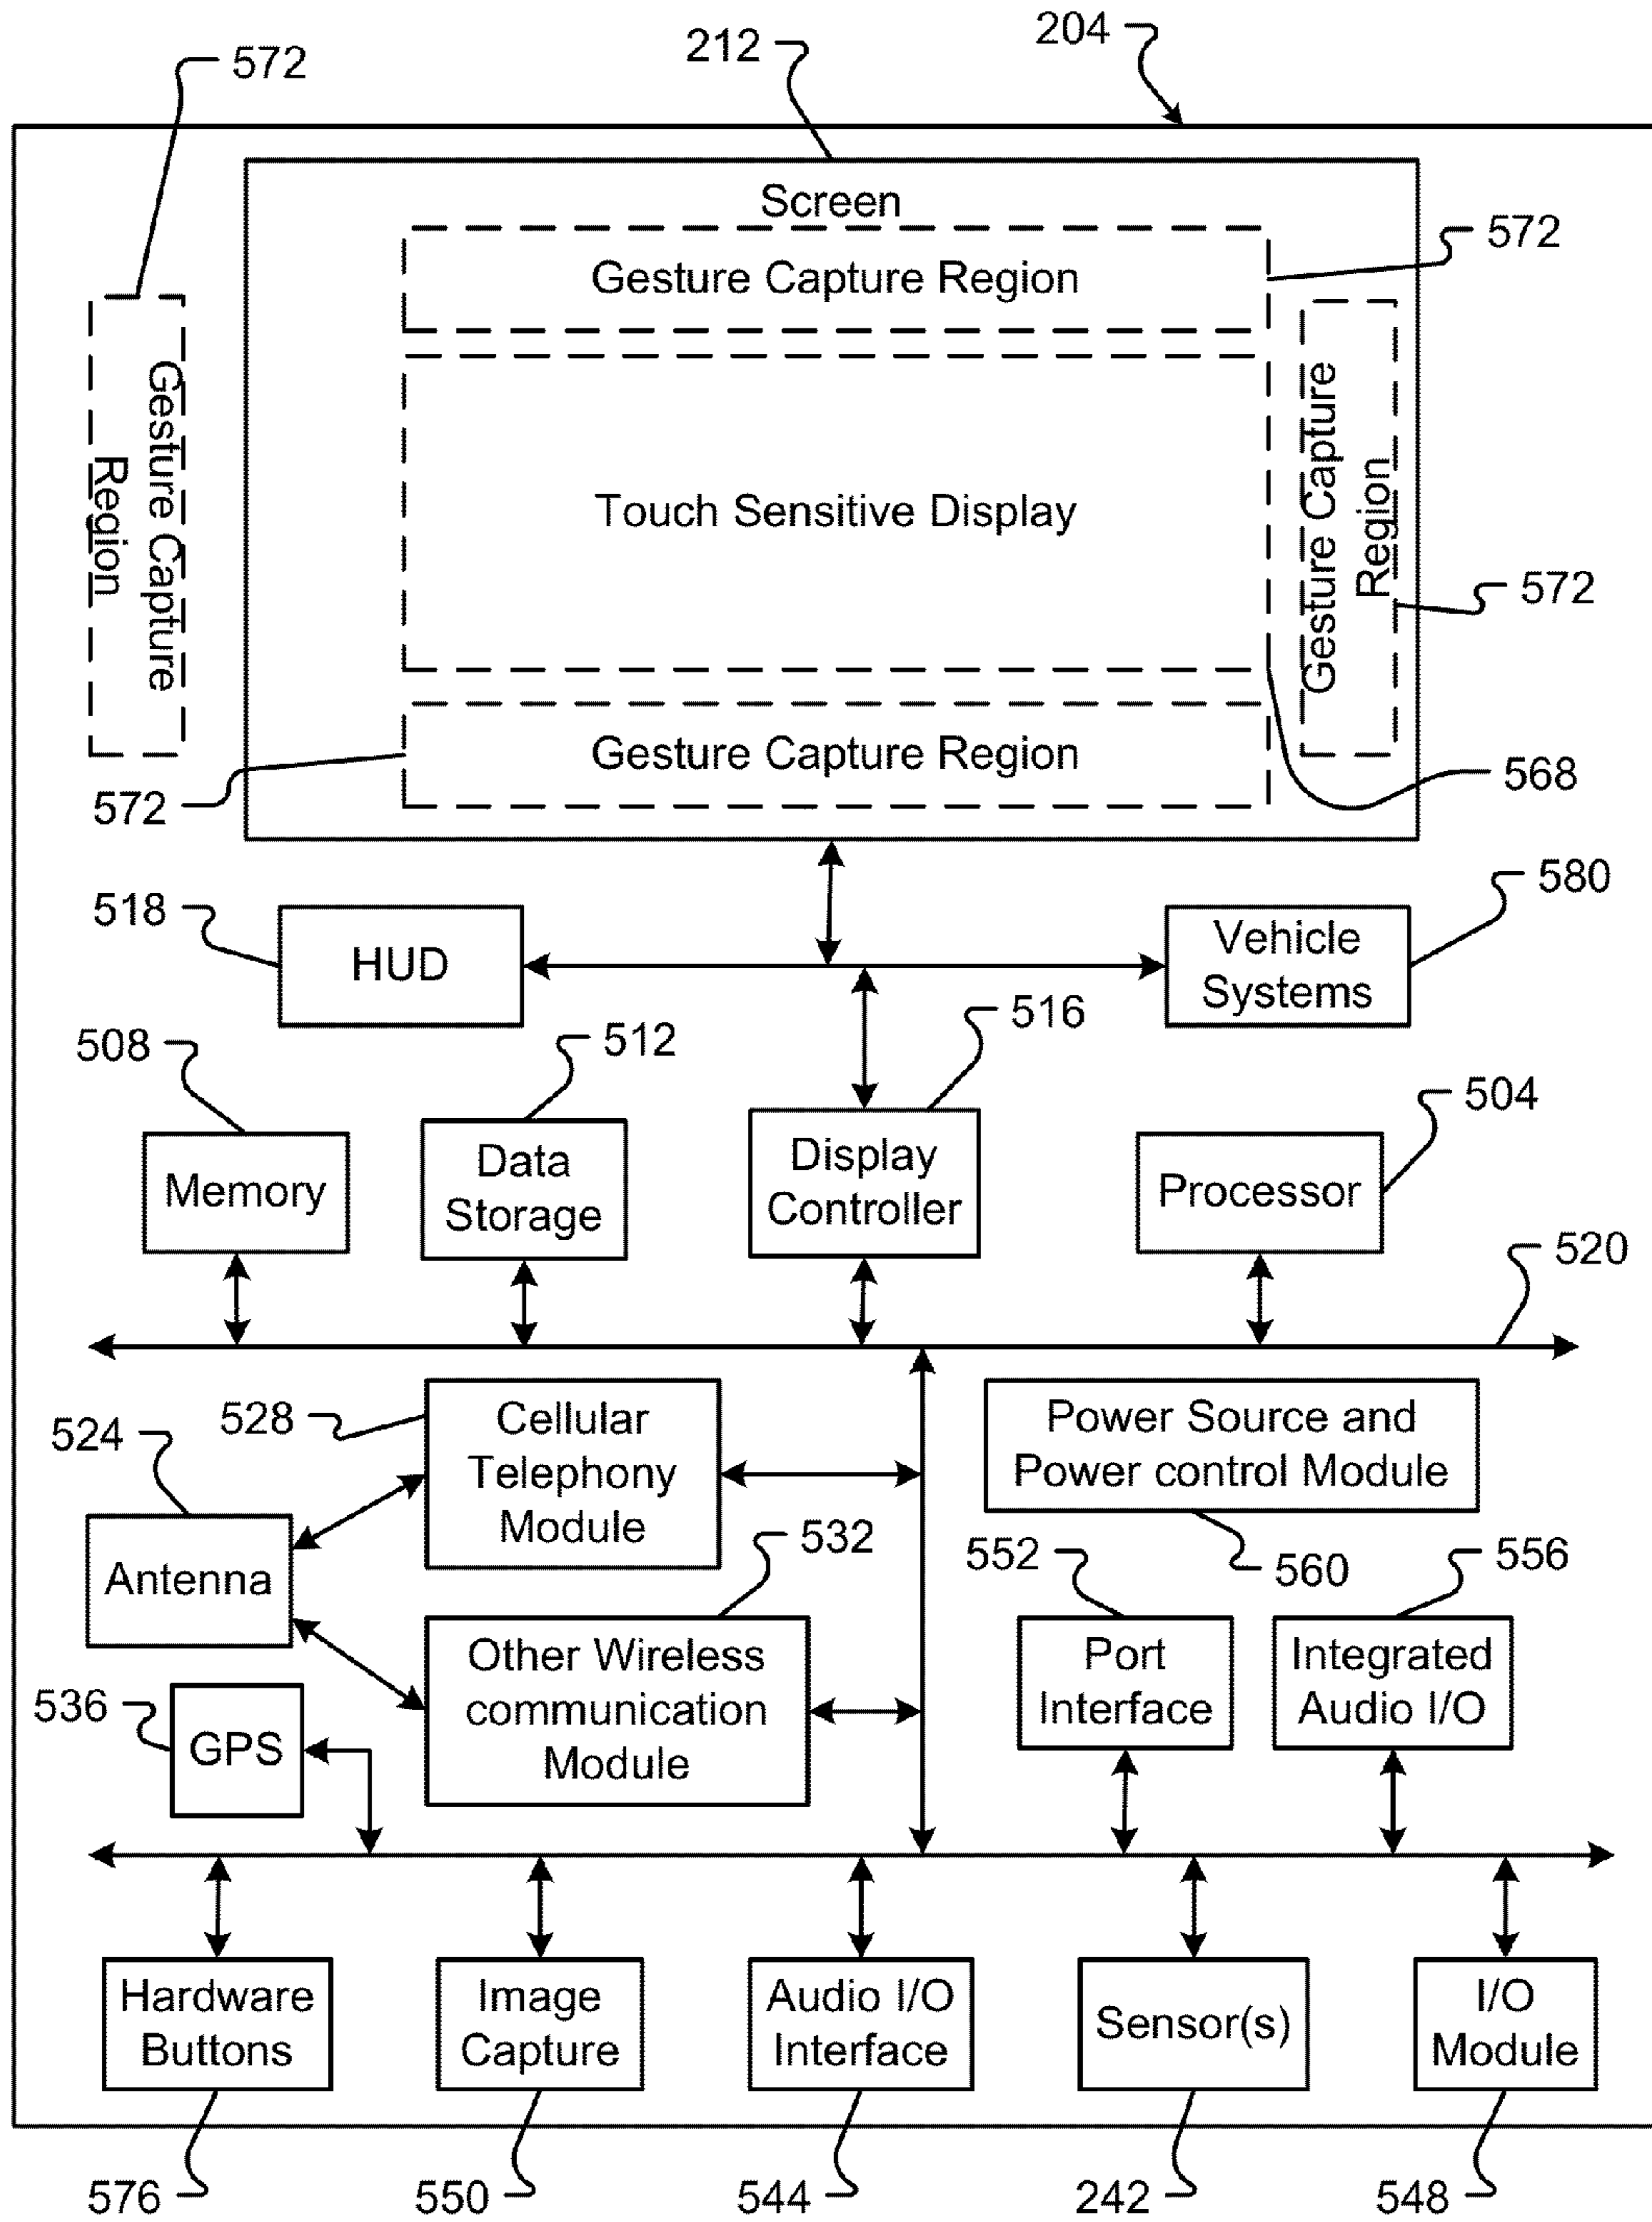 204
212
572
Screen
572
Gesture Capture Region
Gesture Capture
Region
Gesture Capture
Region
Touch Sensitive Display
572
Gesture Capture Region
568
572
580
518
HUD
Vehicle
Systems
516
512
508
504
Memory
Data
Storage
Display
Controller
Processor
520
528
524
Cellular
Telephony
Module
Power Source and
Power control Module
532
552
560
556
Antenna
Other Wireless
communication
Module
Port
Interface
Integrated
Audio I/O
536
GPS
Hardware
Buttons
Image
Capture
Audio I/O
Interface
Sensor(s)
I/O
Module
576
550
544
242
548